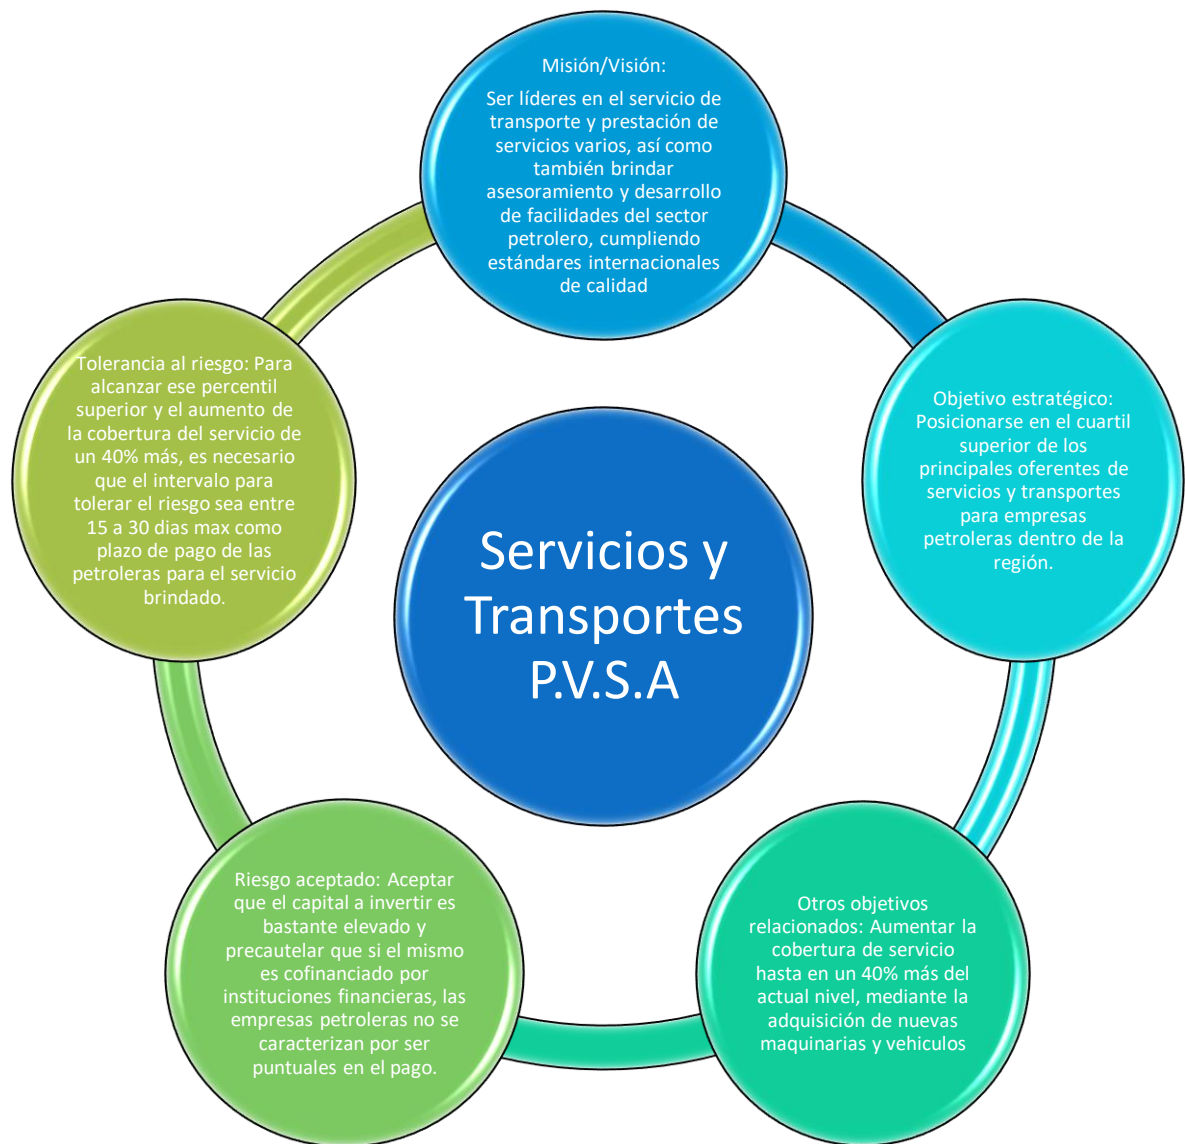 Misión/Visión:
Ser líderes en el servicio de
transporte y prestación de
servicios varios, así como
también brindar
asesoramiento y desarrollo
de facilidades del sector
petrolero, cumpliendo
estándares internacionales
de calidad
Objetivo estratégico:
Posicionarse en el cuartil
superior de los
principales oferentes de
servicios y transportes
para empresas
petroleras dentro de la
región.
Otros objetivos
relacionados: Aumentar la
cobertura de servicio
hasta en un 40% más del
actual nivel, mediante la
adquisición de nuevas
maquinarias y vehiculos
Riesgo aceptado: Aceptar
que el capital a invertir es
bastante elevado y
precautelar que si el mismo
es cofinanciado por
instituciones financieras, las
empresas petroleras no se
caracterizan por ser
puntuales en el pago.
Tolerancia al riesgo: Para
alcanzar ese percentil
superior y el aumento de
la cobertura del servicio de
un 40% más, es necesario
que el intervalo para
tolerar el riesgo sea entre
15 a 30 dias max como
plazo de pago de las
petroleras para el servicio
brindado.
Servicios y
Transportes
P.V.S.A